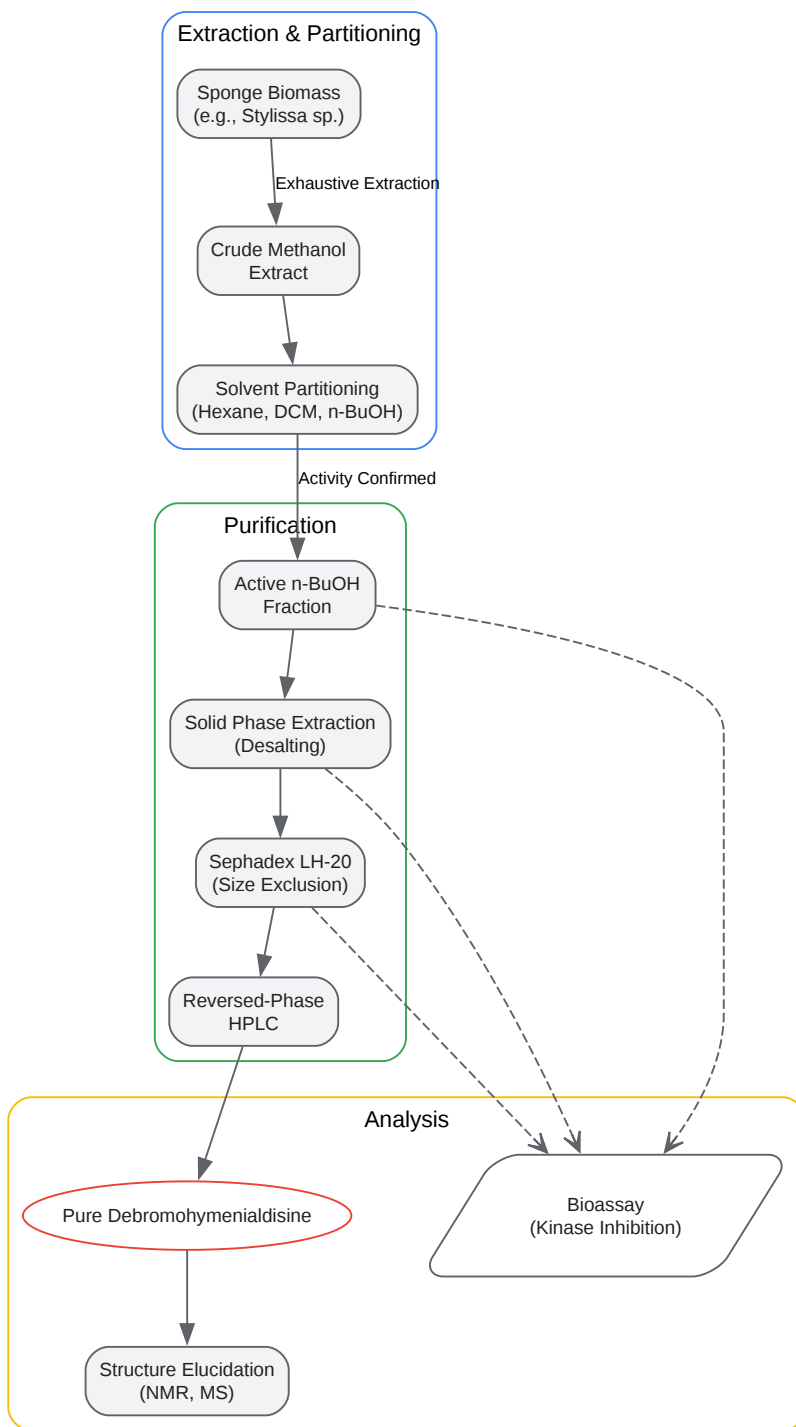 Extraction & Partitioning
Sponge Biomass
(e.g., Stylissa sp.)
Exhaustive Extraction
Crude Methanol
Extract
Solvent Partitioning
(Hexane, DCM, n-BuOH)
Activity Confirmed
Purification
Active n-BuOH
Fraction
Solid Phase Extraction
(Desalting)
Sephadex LH-20
(Size Exclusion)
Reversed-Phase
HPLC
Analysis
Pure Debromohymenialdisine
Bioassay
(Kinase Inhibition)
Structure Elucidation
(NMR, MS)